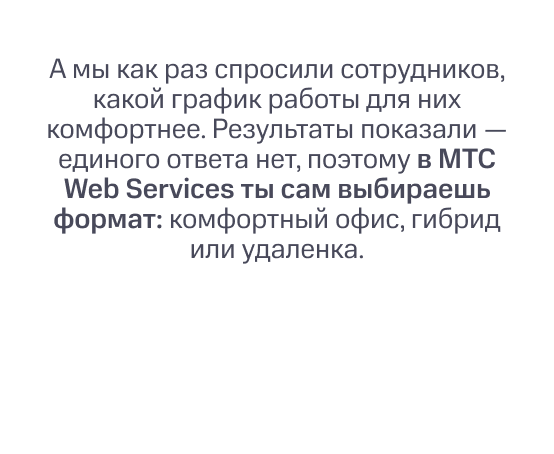 А мы как раз спросили сотрудников,
какой график работы для них
комфортнее. Результаты показали —
единого ответа нет, поэтому в МТС
Web Services ты сам выбираешь
формат: комфортный офис, гибрид
или удаленка.